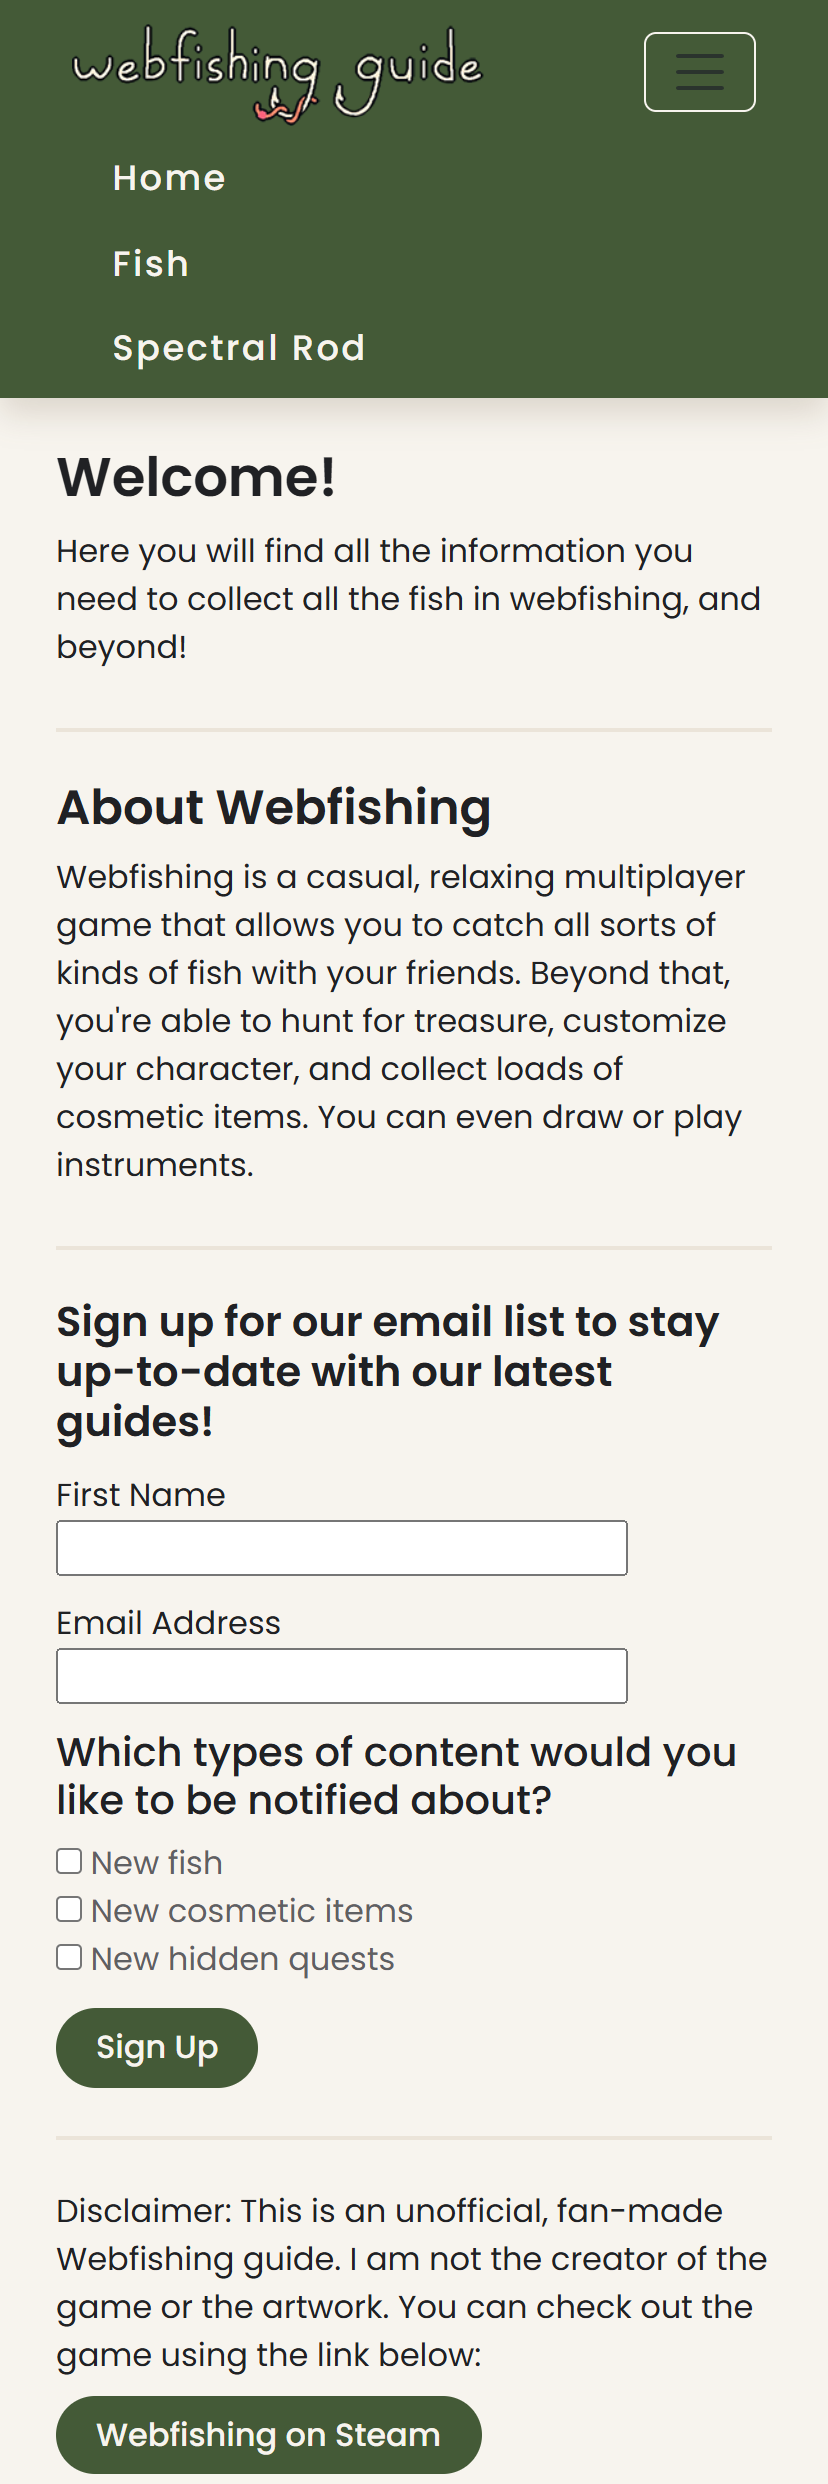 webfishing guide
Home
Fish
Spectral Rod
Welcome!
Here you will find all the information you
need to collect all the fish in webfishing, and
beyond!
About Webfishing
Webfishing is a casual, relaxing multiplayer
game that allows you to catch all sorts of
kinds of fish with your friends. Beyond that,
you're able to hunt for treasure, customize
your character, and collect loads of
cosmetic items. You can even draw or play
instruments.
Sign up for our email list to stay
up-to-date with our latest
guides!
First Name
Email Address
Which types of content would you
like to be notified about?
New fish
New cosmetic items
New hidden quests
Sign Up
Disclaimer: This is an unofficial, fan-made
Webfishing guide. I am not the creator of the
game or the artwork. You can check out the
game using the link below:
Webfishing on Steam